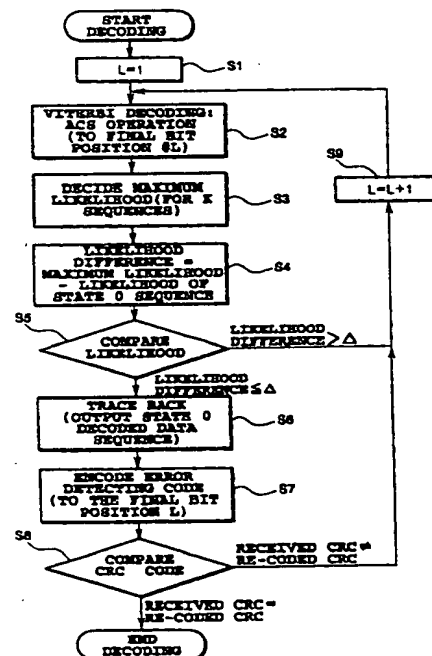 START
DECODING
L=1
S1
VITERBI DECODING:
ACS OPERATION
(TO FINAL BIT
POSITION @L)
S2
S9
L=L+1
DECIDE MAXIMUM
LIKELIHOOD(FOR K
SEQUENCES)
S3
LIKELIHOOD
DIFFERENCE =
MAXIMUM LIKELIHOOD
- LIKELIHOOD OF
STATE 0 SEQUENCE
S4
S5
COMPARE
LIKELIHOOD
LIKELIHOOD
DIFFERENCE > Δ
LIKELIHOOD
DIFFERENCE ≤ Δ
TRACE BACK
(OUTPUT STATE 0
DECODED DATA
SEQUENCE)
S6
ENCODE ERROR
DETECTING CODE
(TO THE FINAL BIT
POSITION L)
S7
S8
COMPARE
CRC CODE
RECEIVED CRC ≠
RE-CODED CRC
RECEIVED CRC =
RE-CODED CRC
END
DECODING